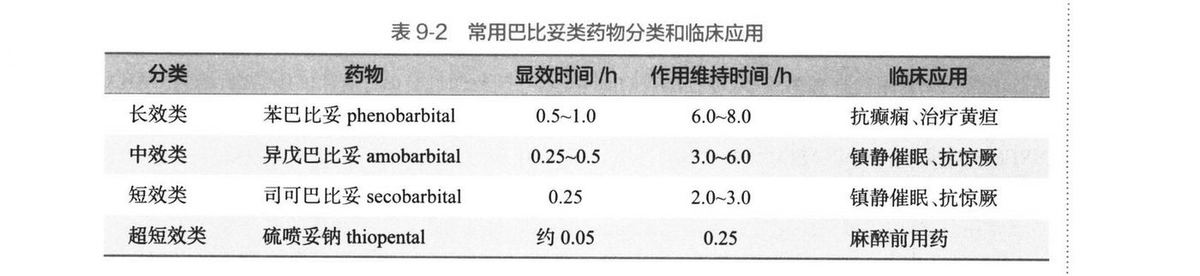 表 9-2 常用巴比妥类药物分类和临床应用
分类 药物 显效时间 /h 作用维持时间 /h 临床应用
长效类 苯巴比妥 phenobarbital 0.5~1.0 6.0~8.0 抗癫痫、治疗黄疸
中效类 异戊巴比妥 amobarbital 0.25~0.5 3.0~6.0 镇静催眠、抗惊厥
短效类 司可巴比妥 secobarbital 0.25 2.0~3.0 镇静催眠、抗惊厥
超短效类 硫喷妥钠 thiopental 约 0.05 0.25 麻醉前用药